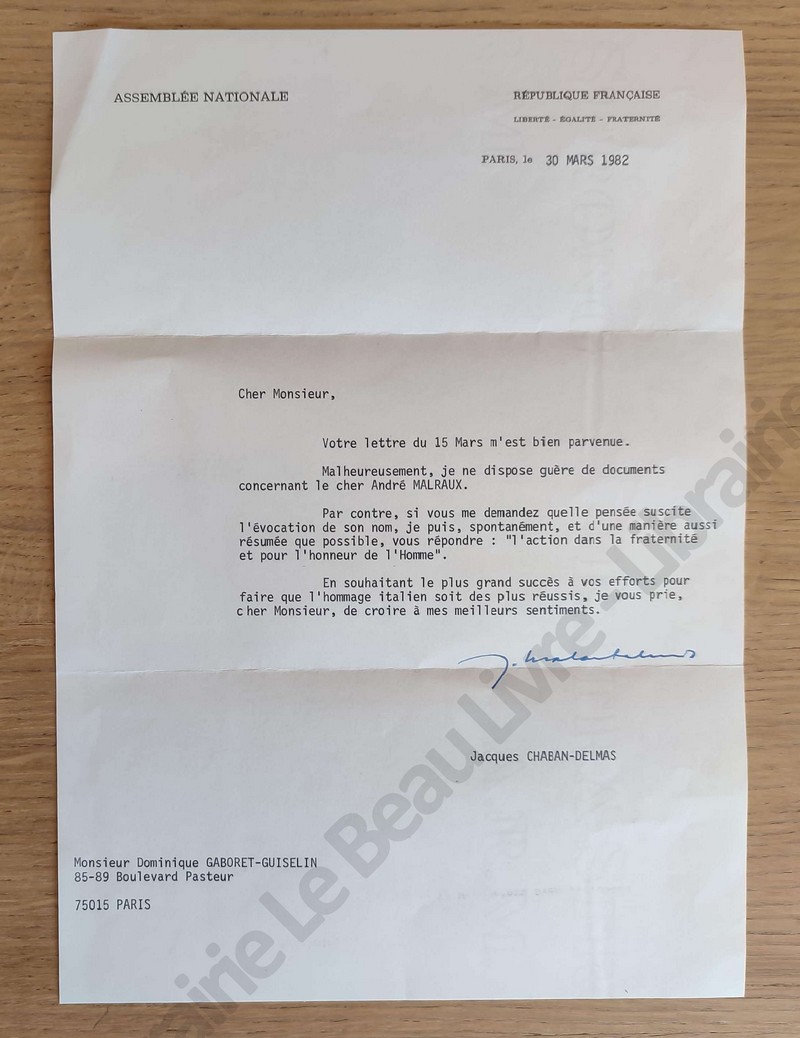 ASSEMBLÉE NATIONALE
RÉPUBLIQUE FRANÇAISE
LIBERTÉ - ÉGALITÉ - FRATERNITÉ
PARIS, le 30 MARS 1982
Cher Monsieur,
Votre lettre du 15 Mars m'est bien parvenue.
Malheureusement, je ne dispose guère de documents
concernant le cher André MALRAUX.
Par contre, si vous me demandez quelle pensée suscite
l'évocation de son nom, je puis, spontanément, et d'une manière aussi
résumée que possible, vous répondre : "l'action dans la fraternité
et pour l'honneur de l'Homme".
En souhaitant le plus grand succès à vos efforts pour
faire que l'hommage italien soit des plus réussis, je vous prie,
cher Monsieur, de croire à mes meilleurs sentiments.
Jacques CHABAN-DELMAS
Monsieur Dominique GABORET-GUISELIN
85-89 Boulevard Pasteur
75015 PARIS
Librairie Le Beau Livre - Librairie